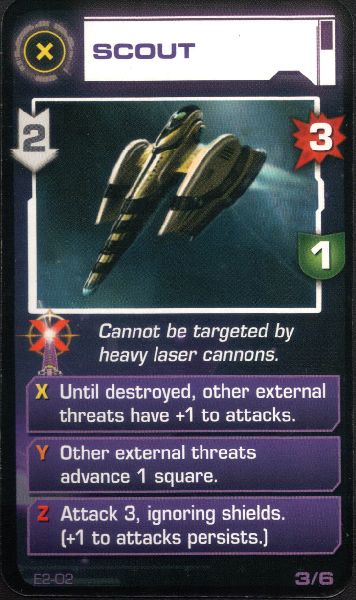 X
SCOUT
2
3
1
Cannot be targeted by
heavy laser cannons.
X Until destroyed, other external
threats have +1 to attacks.
Y Other external threats
advance 1 square.
Z Attack 3, ignoring shields.
(+1 to attacks persists.)
E2-02
3/6